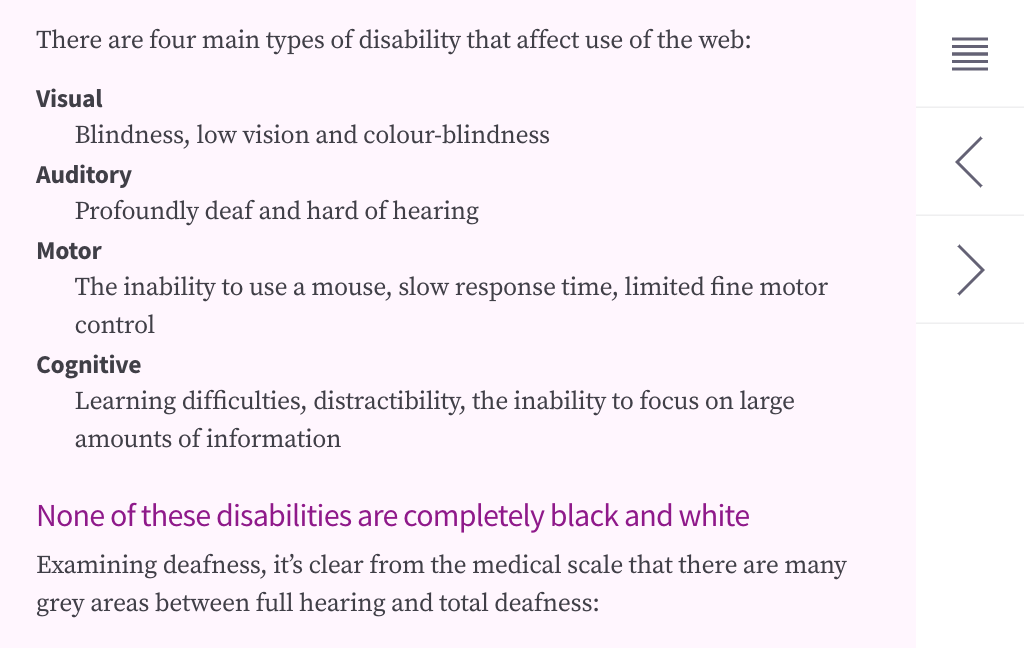 There are four main types of disability that affect use of the web:
Visual
Blindness, low vision and colour-blindness
Auditory
Profoundly deaf and hard of hearing
Motor
The inability to use a mouse, slow response time, limited fine motor
control
Cognitive
Learning difficulties, distractibility, the inability to focus on large
amounts of information
None of these disabilities are completely black and white
Examining deafness, it’s clear from the medical scale that there are many
grey areas between full hearing and total deafness: